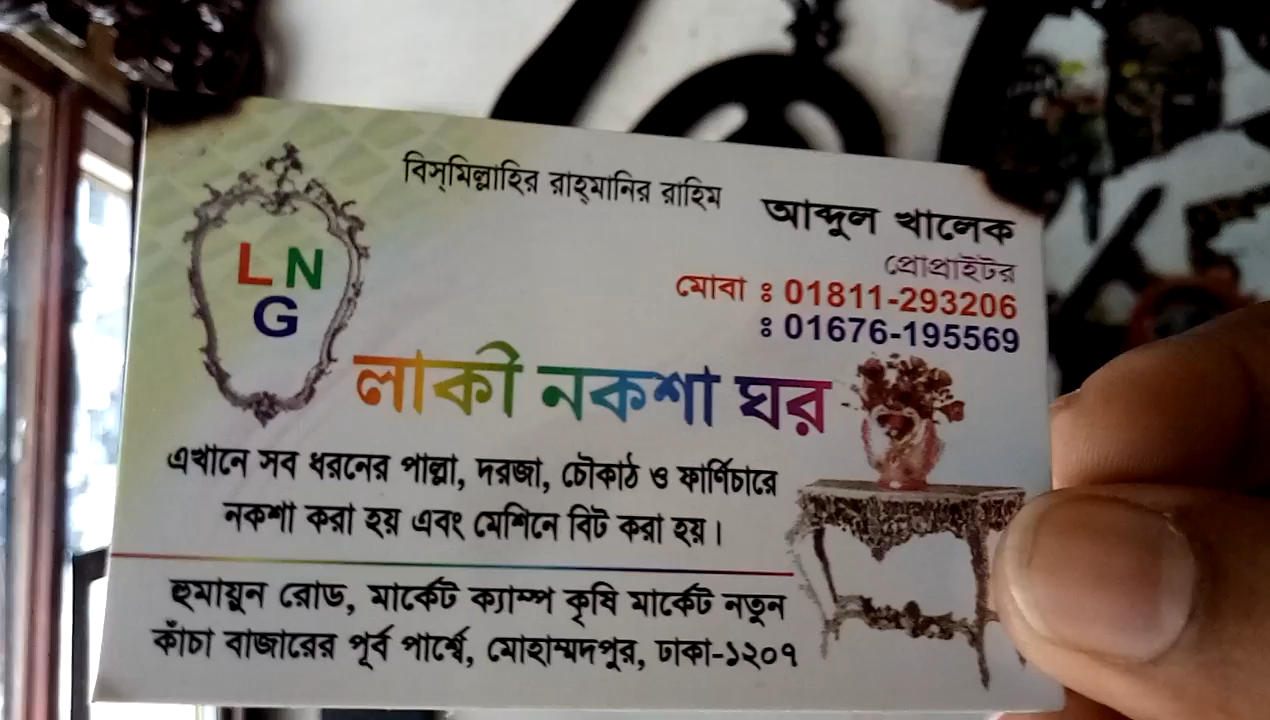 বিস্‌মিল্লাহির রাহ্‌মানির রাহিম
আব্দুল খালেক
প্রোপ্রাইটর
মোবা : 01811-293206
: 01676-195569
L N
G
লাকী নকশা ঘর
এখানে সব ধরনের পাল্লা, দরজা, চৌকাঠ ও ফার্ণিচারে
নকশা করা হয় এবং মেশিনে বিট করা হয়।
হুমায়ুন রোড, মার্কেট ক্যাম্প কৃষি মার্কেট নতুন
কাঁচা বাজারের পূর্ব পার্শ্বে, মোহাম্মদপুর, ঢাকা-১২০৭